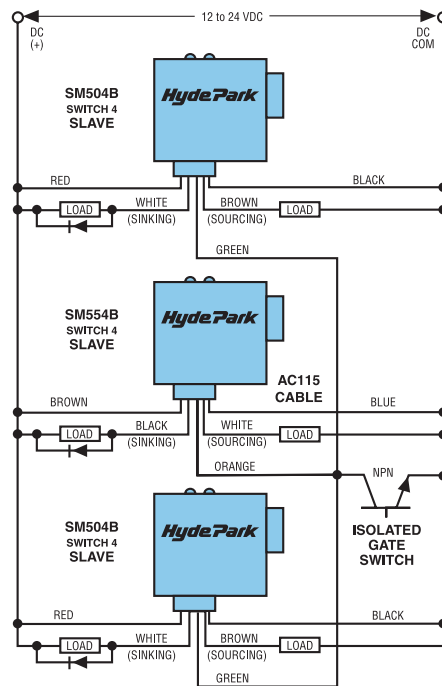 12 to 24 VDC
DC
(+)
DC
COM
SM504B
SWITCH 4
SLAVE
HydePark
RED
BLACK
LOAD
WHITE
(SINKING)
BROWN
(SOURCING)
LOAD
GREEN
SM554B
SWITCH 4
SLAVE
HydePark
AC115
CABLE
BROWN
BLUE
LOAD
BLACK
(SINKING)
WHITE
(SOURCING)
LOAD
ORANGE
NPN
ISOLATED
GATE
SWITCH
SM504B
SWITCH 4
SLAVE
HydePark
RED
BLACK
LOAD
WHITE
(SINKING)
BROWN
(SOURCING)
LOAD
GREEN